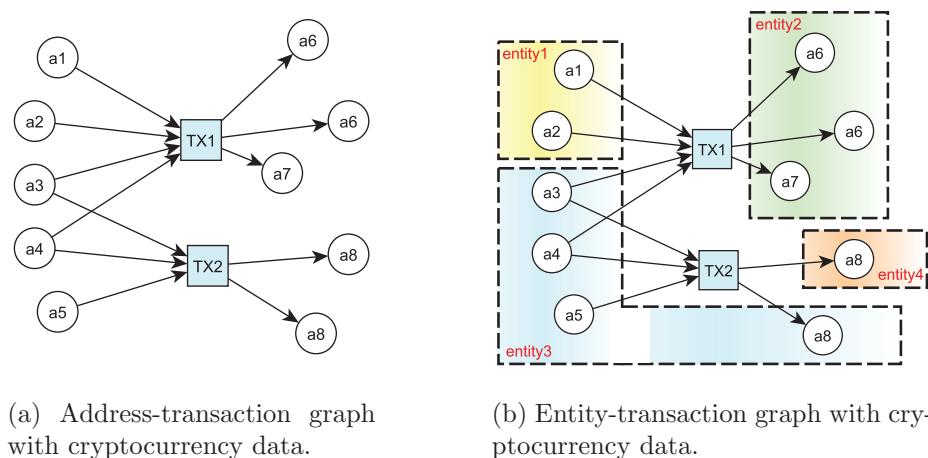 a1
a6
a2
TX1
a6
a3
a7
a4
TX2
a8
a5
a8
(a) Address-transaction graph
with cryptocurrency data.
entity1
entity2
a1
a6
a2
TX1
a6
a3
a7
a4
TX2
a8
entity4
a5
entity3
a8
(b) Entity-transaction graph with cry-
ptocurrency data.